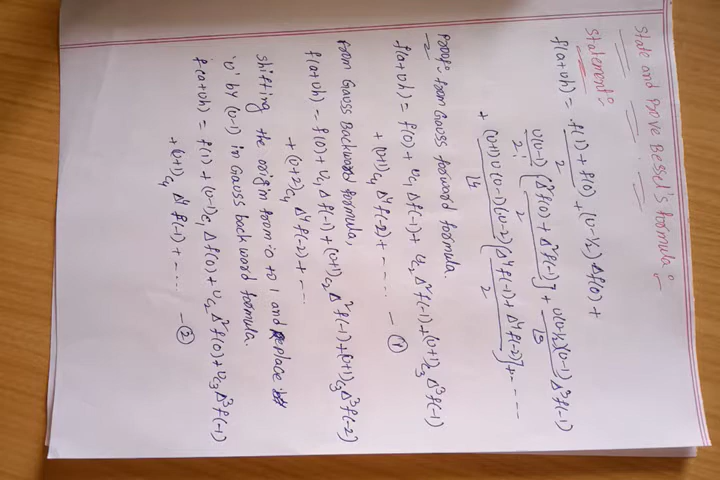 State and Prove Bessel's formula:-
Statement:-
f(a+uh) = f(1) + f(0) / 2 + (u-1/2) Δf(0) +
u(u-1) / 2! [Δ²f(0) + Δ²f(-1) / 2] + u(u-½)(u-1) / 3 Δ³f(-1)
+ (u+1)u(u-1)(u-2) / 4 [Δ⁴f(-1) + Δ⁴f(-2) / 2] + ----
Proof:- from Gauss forward formula.
f(a+uh) = f(0) + uc₁ Δf(-1) + uc₂ Δ²f(-1) + (u+1)c₃ Δ³f(-1)
+ (u+1)c₄ Δ⁴f(-2) + ---- — ①
From Gauss Backward formula,
f(a+uh) = f(0) + uc₁ Δf(-1) + (u+1)c₂ Δ²f(-1) + (u+1)c₃ Δ³f(-2)
+ (u+2)c₄ Δ⁴f(-2) + ---
Shifting the origin from 0 to 1 and Replace
'u' by (u-1) in Gauss backward formula.
f(a+uh) = f(1) + (u-1)c₁ Δf(0) + uc₂ Δ²f(0) + uc₃ Δ³f(-1)
+ (u+1)c₄ Δ⁴f(-1) + ---- — ②